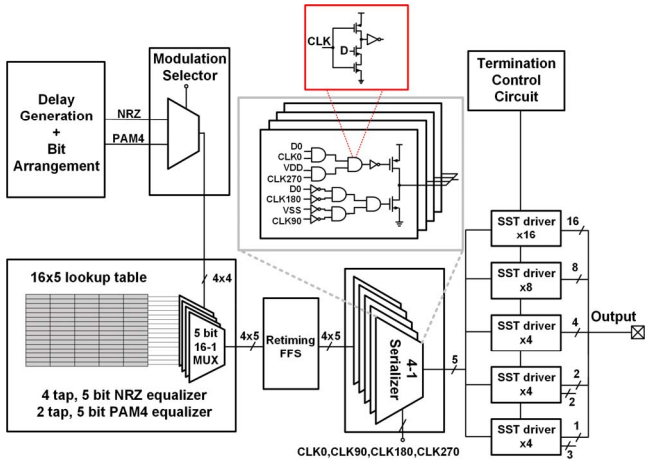 CLK
D
Modulation
Selector
Termination
Control
Circuit
Delay
Generation
+
Bit
Arrangement
NRZ
PAM4
D0
CLK0
VDD
CLK270
D0
CLK180
VSS
CLK90
SST driver
x16
16
SST driver
x8
8
SST driver
x4
4
Output
SST driver
x4
2
2
SST driver
x4
1
3
16x5 lookup table
4x4
5 bit
16-1
MUX
4x5
Retiming
FFS
4x5
4-1
Serializer
5
4 tap, 5 bit NRZ equalizer
2 tap, 5 bit PAM4 equalizer
CLK0,CLK90,CLK180,CLK270